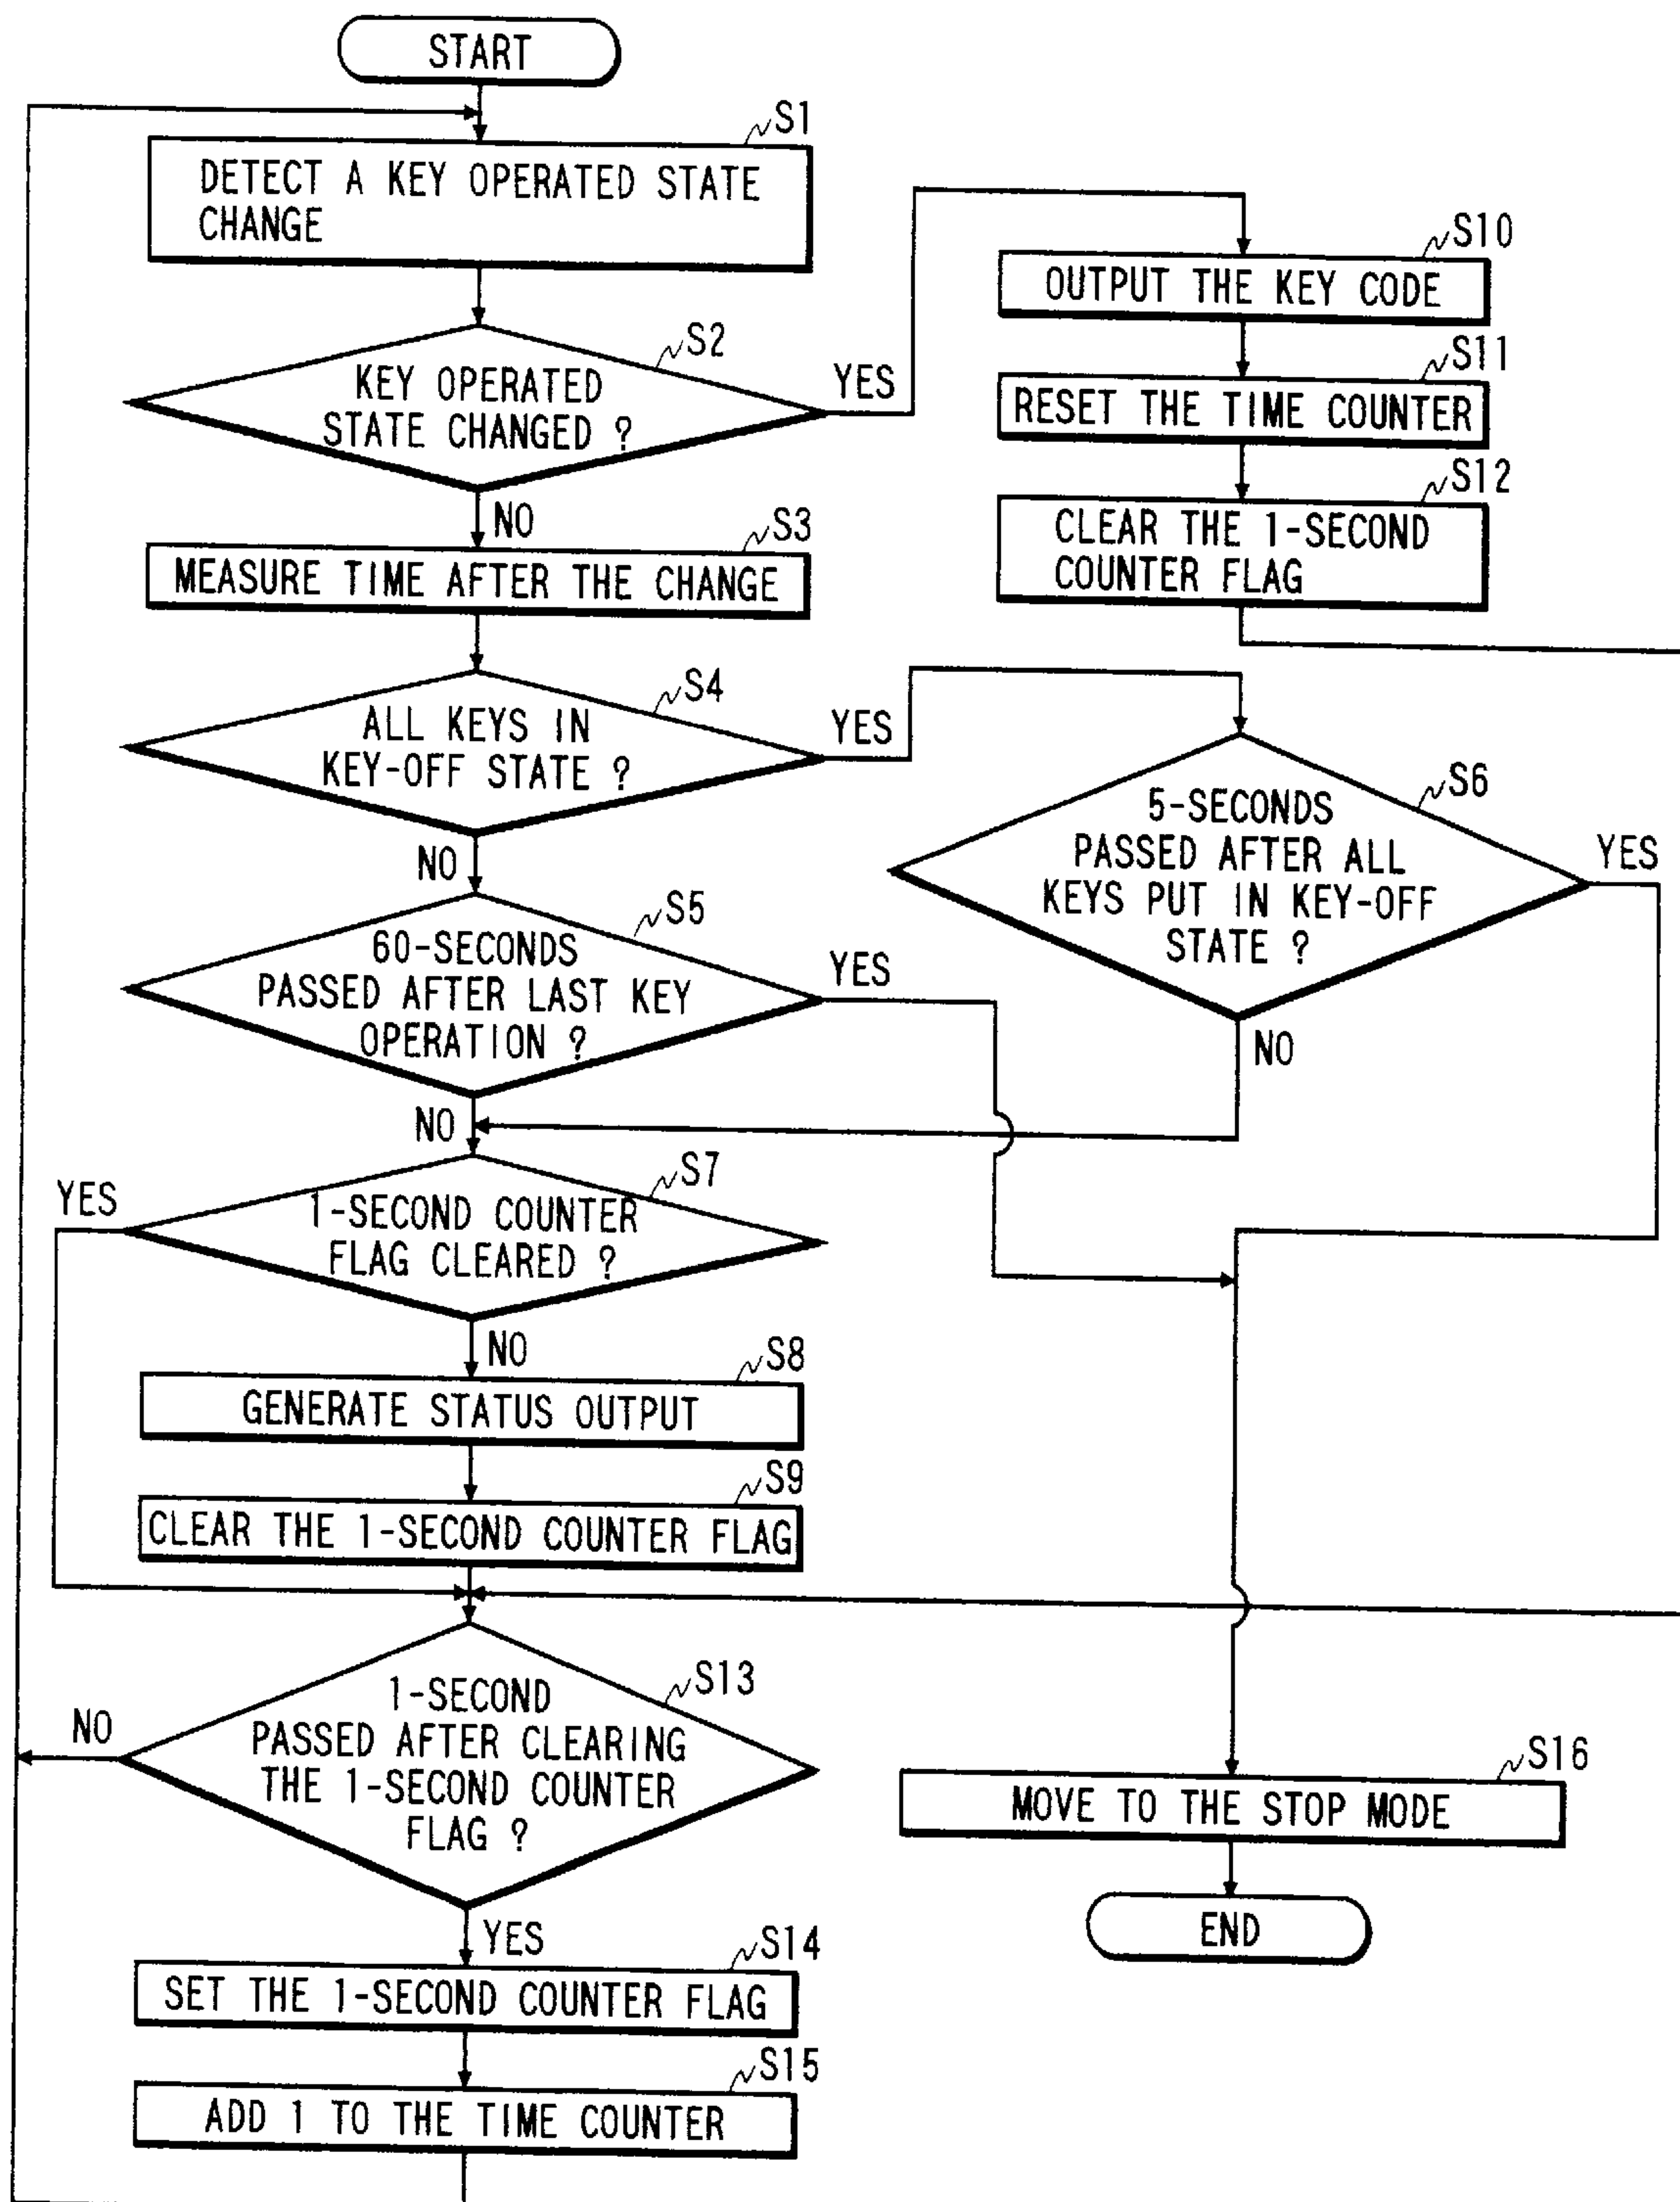 START
S1
DETECT A KEY OPERATED STATE
CHANGE
S2
KEY OPERATED
STATE CHANGED ?
YES
NO
S10
OUTPUT THE KEY CODE
S11
RESET THE TIME COUNTER
S12
CLEAR THE 1-SECOND
COUNTER FLAG
S3
MEASURE TIME AFTER THE CHANGE
S4
ALL KEYS IN
KEY-OFF STATE ?
YES
NO
S6
5-SECONDS
PASSED AFTER ALL
KEYS PUT IN KEY-OFF
STATE ?
YES
NO
S5
60-SECONDS
PASSED AFTER LAST KEY
OPERATION ?
YES
NO
S7
1-SECOND COUNTER
FLAG CLEARED ?
YES
NO
S8
GENERATE STATUS OUTPUT
S9
CLEAR THE 1-SECOND COUNTER FLAG
S13
1-SECOND
PASSED AFTER CLEARING
THE 1-SECOND COUNTER
FLAG ?
NO
YES
S14
SET THE 1-SECOND COUNTER FLAG
S15
ADD 1 TO THE TIME COUNTER
S16
MOVE TO THE STOP MODE
END